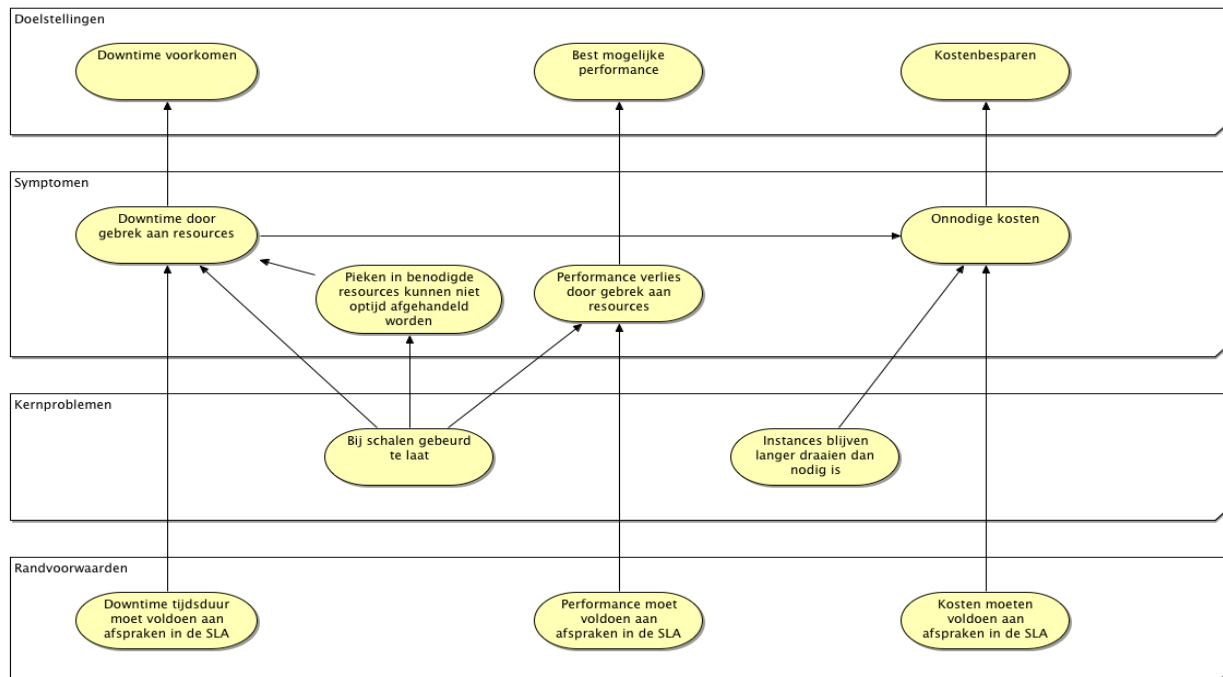 Doelstellingen
Downtime voorkomen
Best mogelijke
performance
Kostenbesparen
Symptomen
Downtime door
gebrek aan resources
Onnodige kosten
Pieken in benodigde
resources kunnen niet
optijd afgehandeld
worden
Performance verlies
door gebrek aan
resources
Kernproblemen
Bij schalen gebeurd
te laat
Instances blijven
langer draaien dan
nodig is
Randvoorwaarden
Downtime tijdsduur
moet voldoen aan
afspraken in de SLA
Performance moet
voldoen aan
afspraken in de SLA
Kosten moeten
voldoen aan
afspraken in de SLA